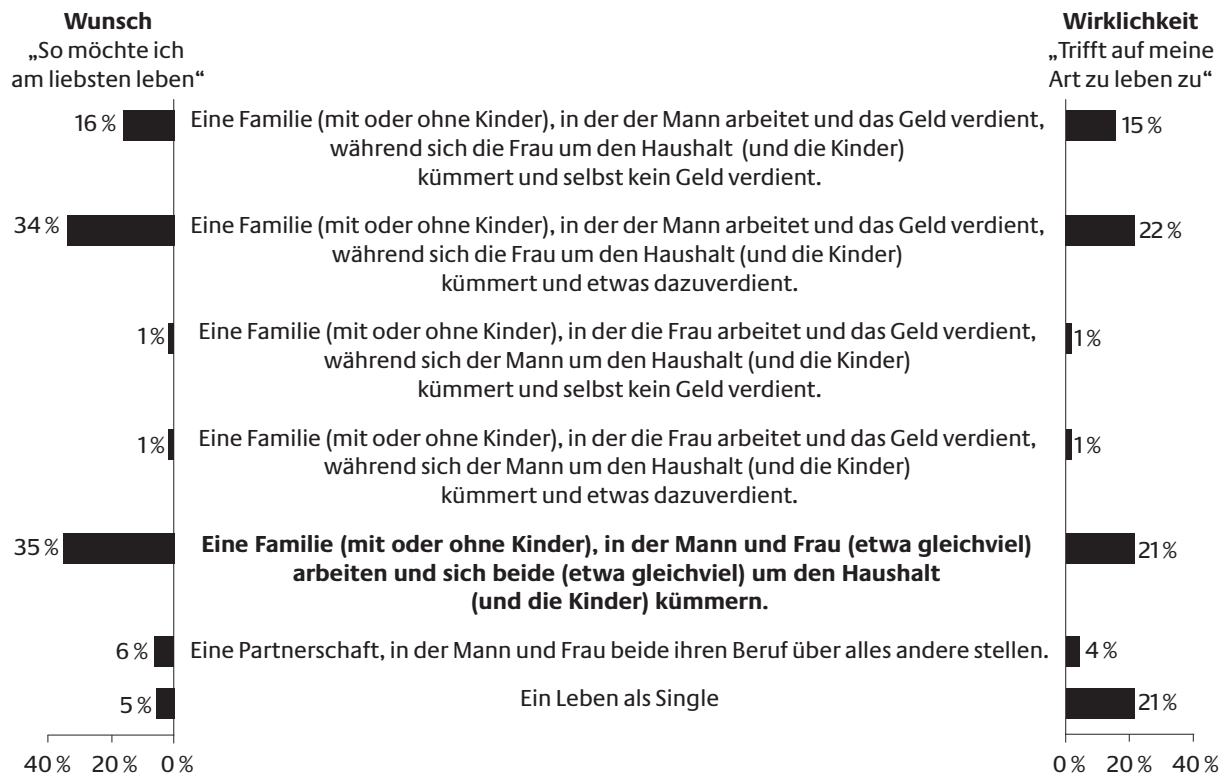 Wunsch
„So möchte ich
am liebsten leben“
Wirklichkeit
„Trifft auf meine
Art zu leben zu“
16 %
Eine Familie (mit oder ohne Kinder), in der der Mann arbeitet und das Geld verdient,
während sich die Frau um den Haushalt (und die Kinder)
kümmert und selbst kein Geld verdient.
15 %
34 %
Eine Familie (mit oder ohne Kinder), in der der Mann arbeitet und das Geld verdient,
während sich die Frau um den Haushalt (und die Kinder)
kümmert und etwas dazuverdient.
22 %
1 %
Eine Familie (mit oder ohne Kinder), in der die Frau arbeitet und das Geld verdient,
während sich der Mann um den Haushalt (und die Kinder)
kümmert und selbst kein Geld verdient.
1 %
1 %
Eine Familie (mit oder ohne Kinder), in der die Frau arbeitet und das Geld verdient,
während sich der Mann um den Haushalt (und die Kinder)
kümmert und etwas dazuverdient.
1 %
35 %
Eine Familie (mit oder ohne Kinder), in der Mann und Frau (etwa gleichviel)
arbeiten und sich beide (etwa gleichviel) um den Haushalt
(und die Kinder) kümmern.
21 %
6 %
Eine Partnerschaft, in der Mann und Frau beide ihren Beruf über alles andere stellen.
4 %
5 %
Ein Leben als Single
21 %
40 % 20 % 0 %
0 % 20 % 40 %